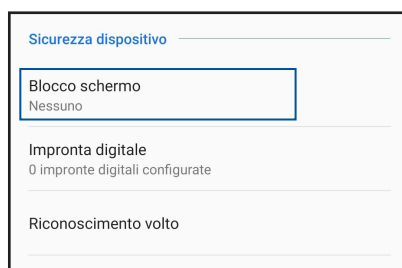 Sicurezza dispositivo
Blocco schermo
Nessuno
Impronta digitale
0 impronte digitali configurate
Riconoscimento volto